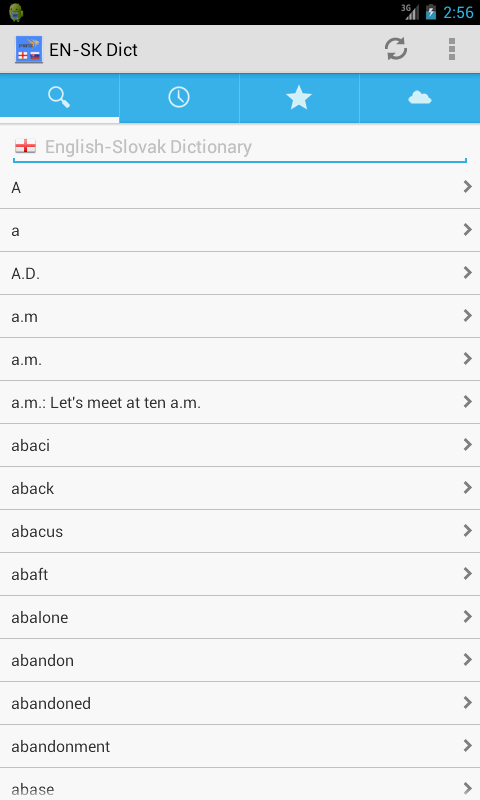 3G 2:56
EN-SK Dict
English-Slovak Dictionary
A
a
A.D.
a.m
a.m.
a.m.: Let's meet at ten a.m.
abaci
aback
abacus
abaft
abalone
abandon
abandoned
abandonment
abase